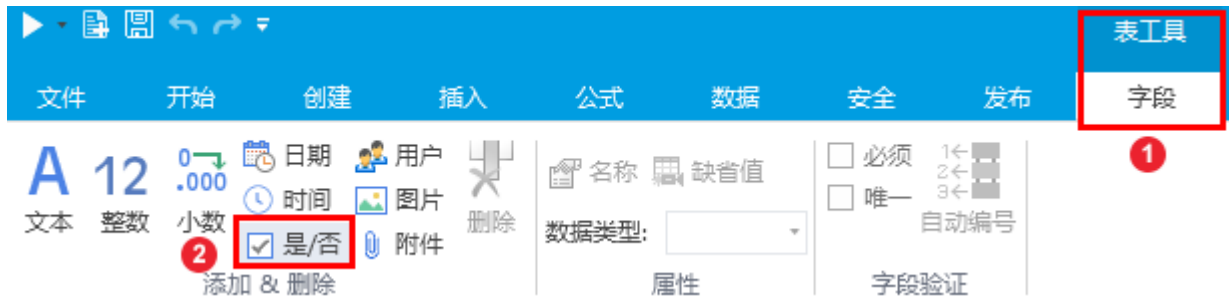 表工具
文件 开始 创建 插入 公式 数据 安全 发布 字段
1
A 12 0 .000 日期 用户 名称 缺省值 必须 1 2 3
时间 图片 唯一
文本 整数 小数 删除 自动编号
2 是/否 附件 数据类型:
添加 & 删除 属性 字段验证